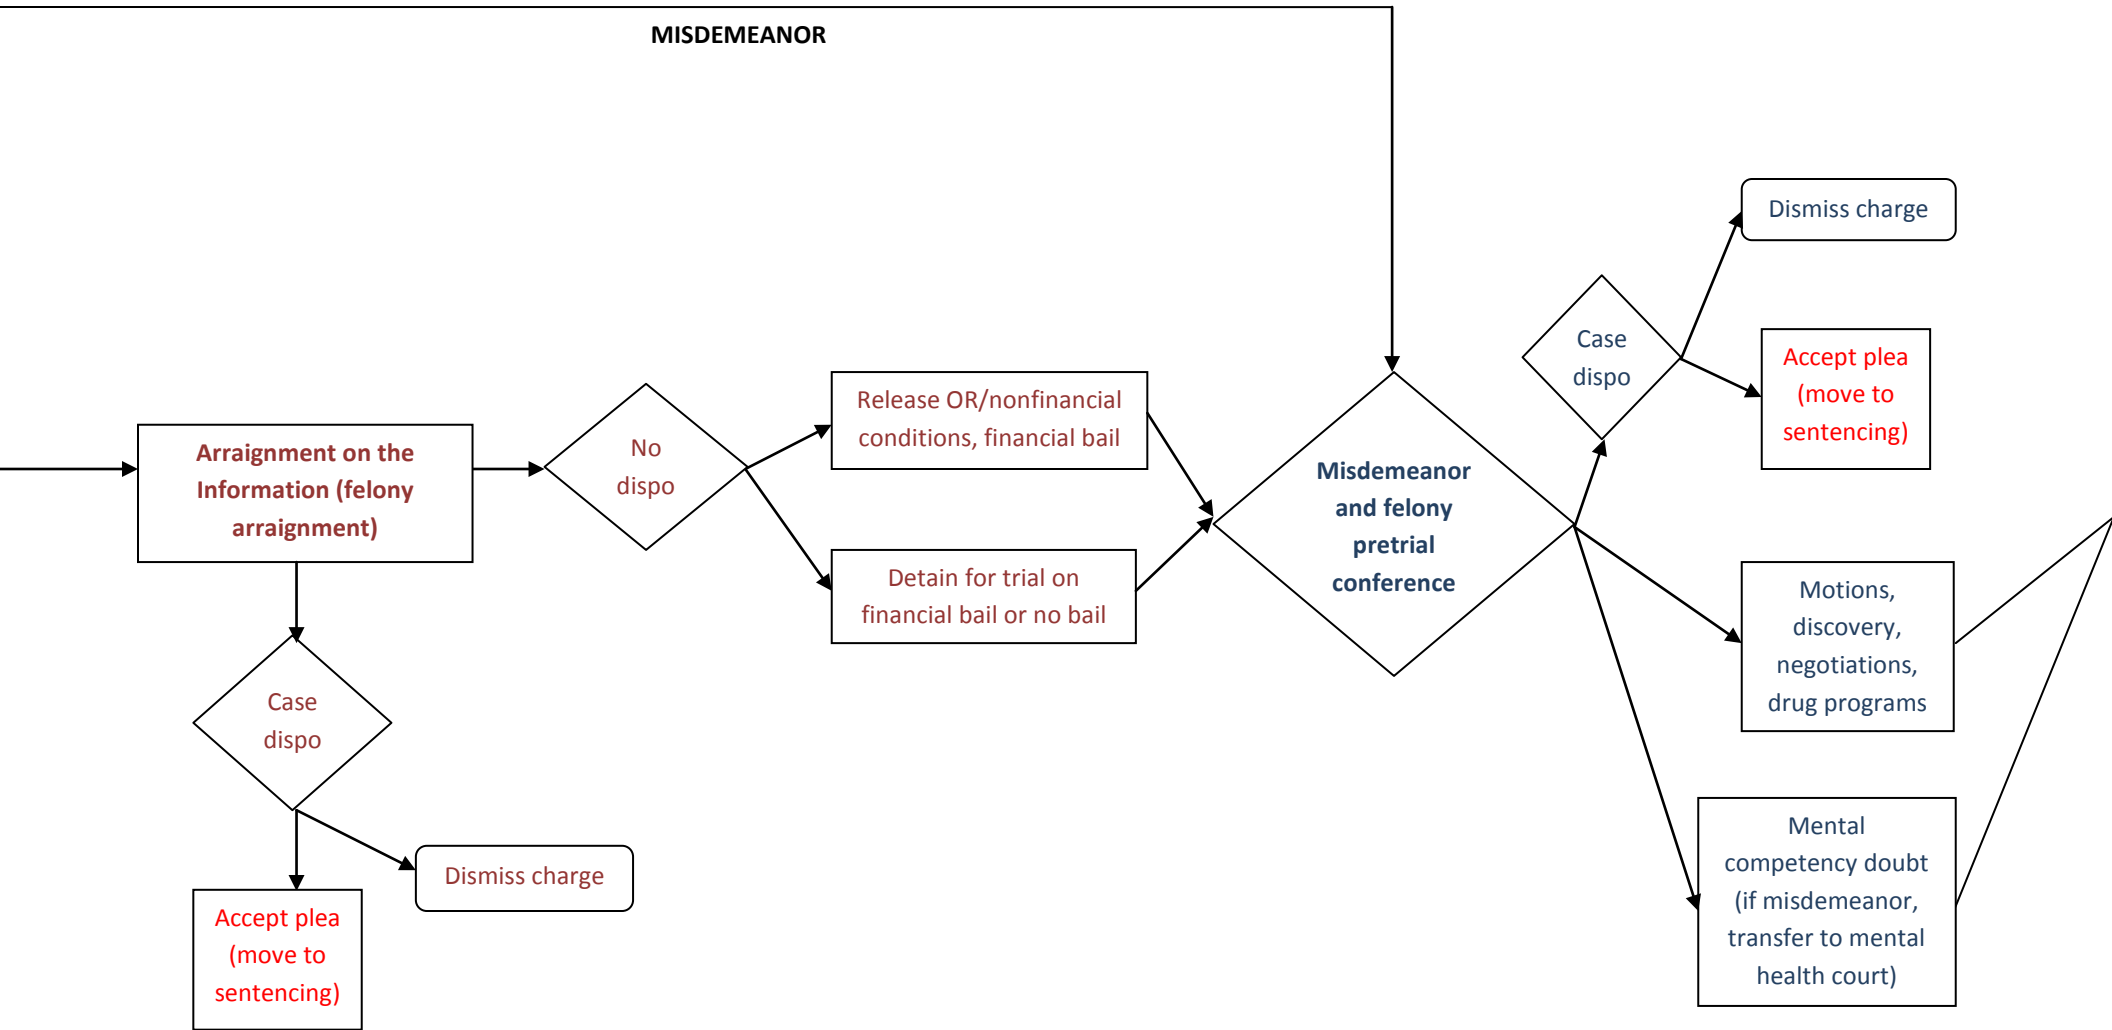 MISDEMEANOR
Arraignment on the
Information (felony
arraignment)
Case
dispo
Accept plea
(move to
sentencing)
Dismiss charge
No
dispo
Release OR/nonfinancial
conditions, financial bail
Detain for trial on
financial bail or no bail
Misdemeanor
and felony
pretrial
conference
Case
dispo
Dismiss charge
Accept plea
(move to
sentencing)
Motions,
discovery,
negotiations,
drug programs
Mental
competency doubt
(if misdemeanor,
transfer to mental
health court)